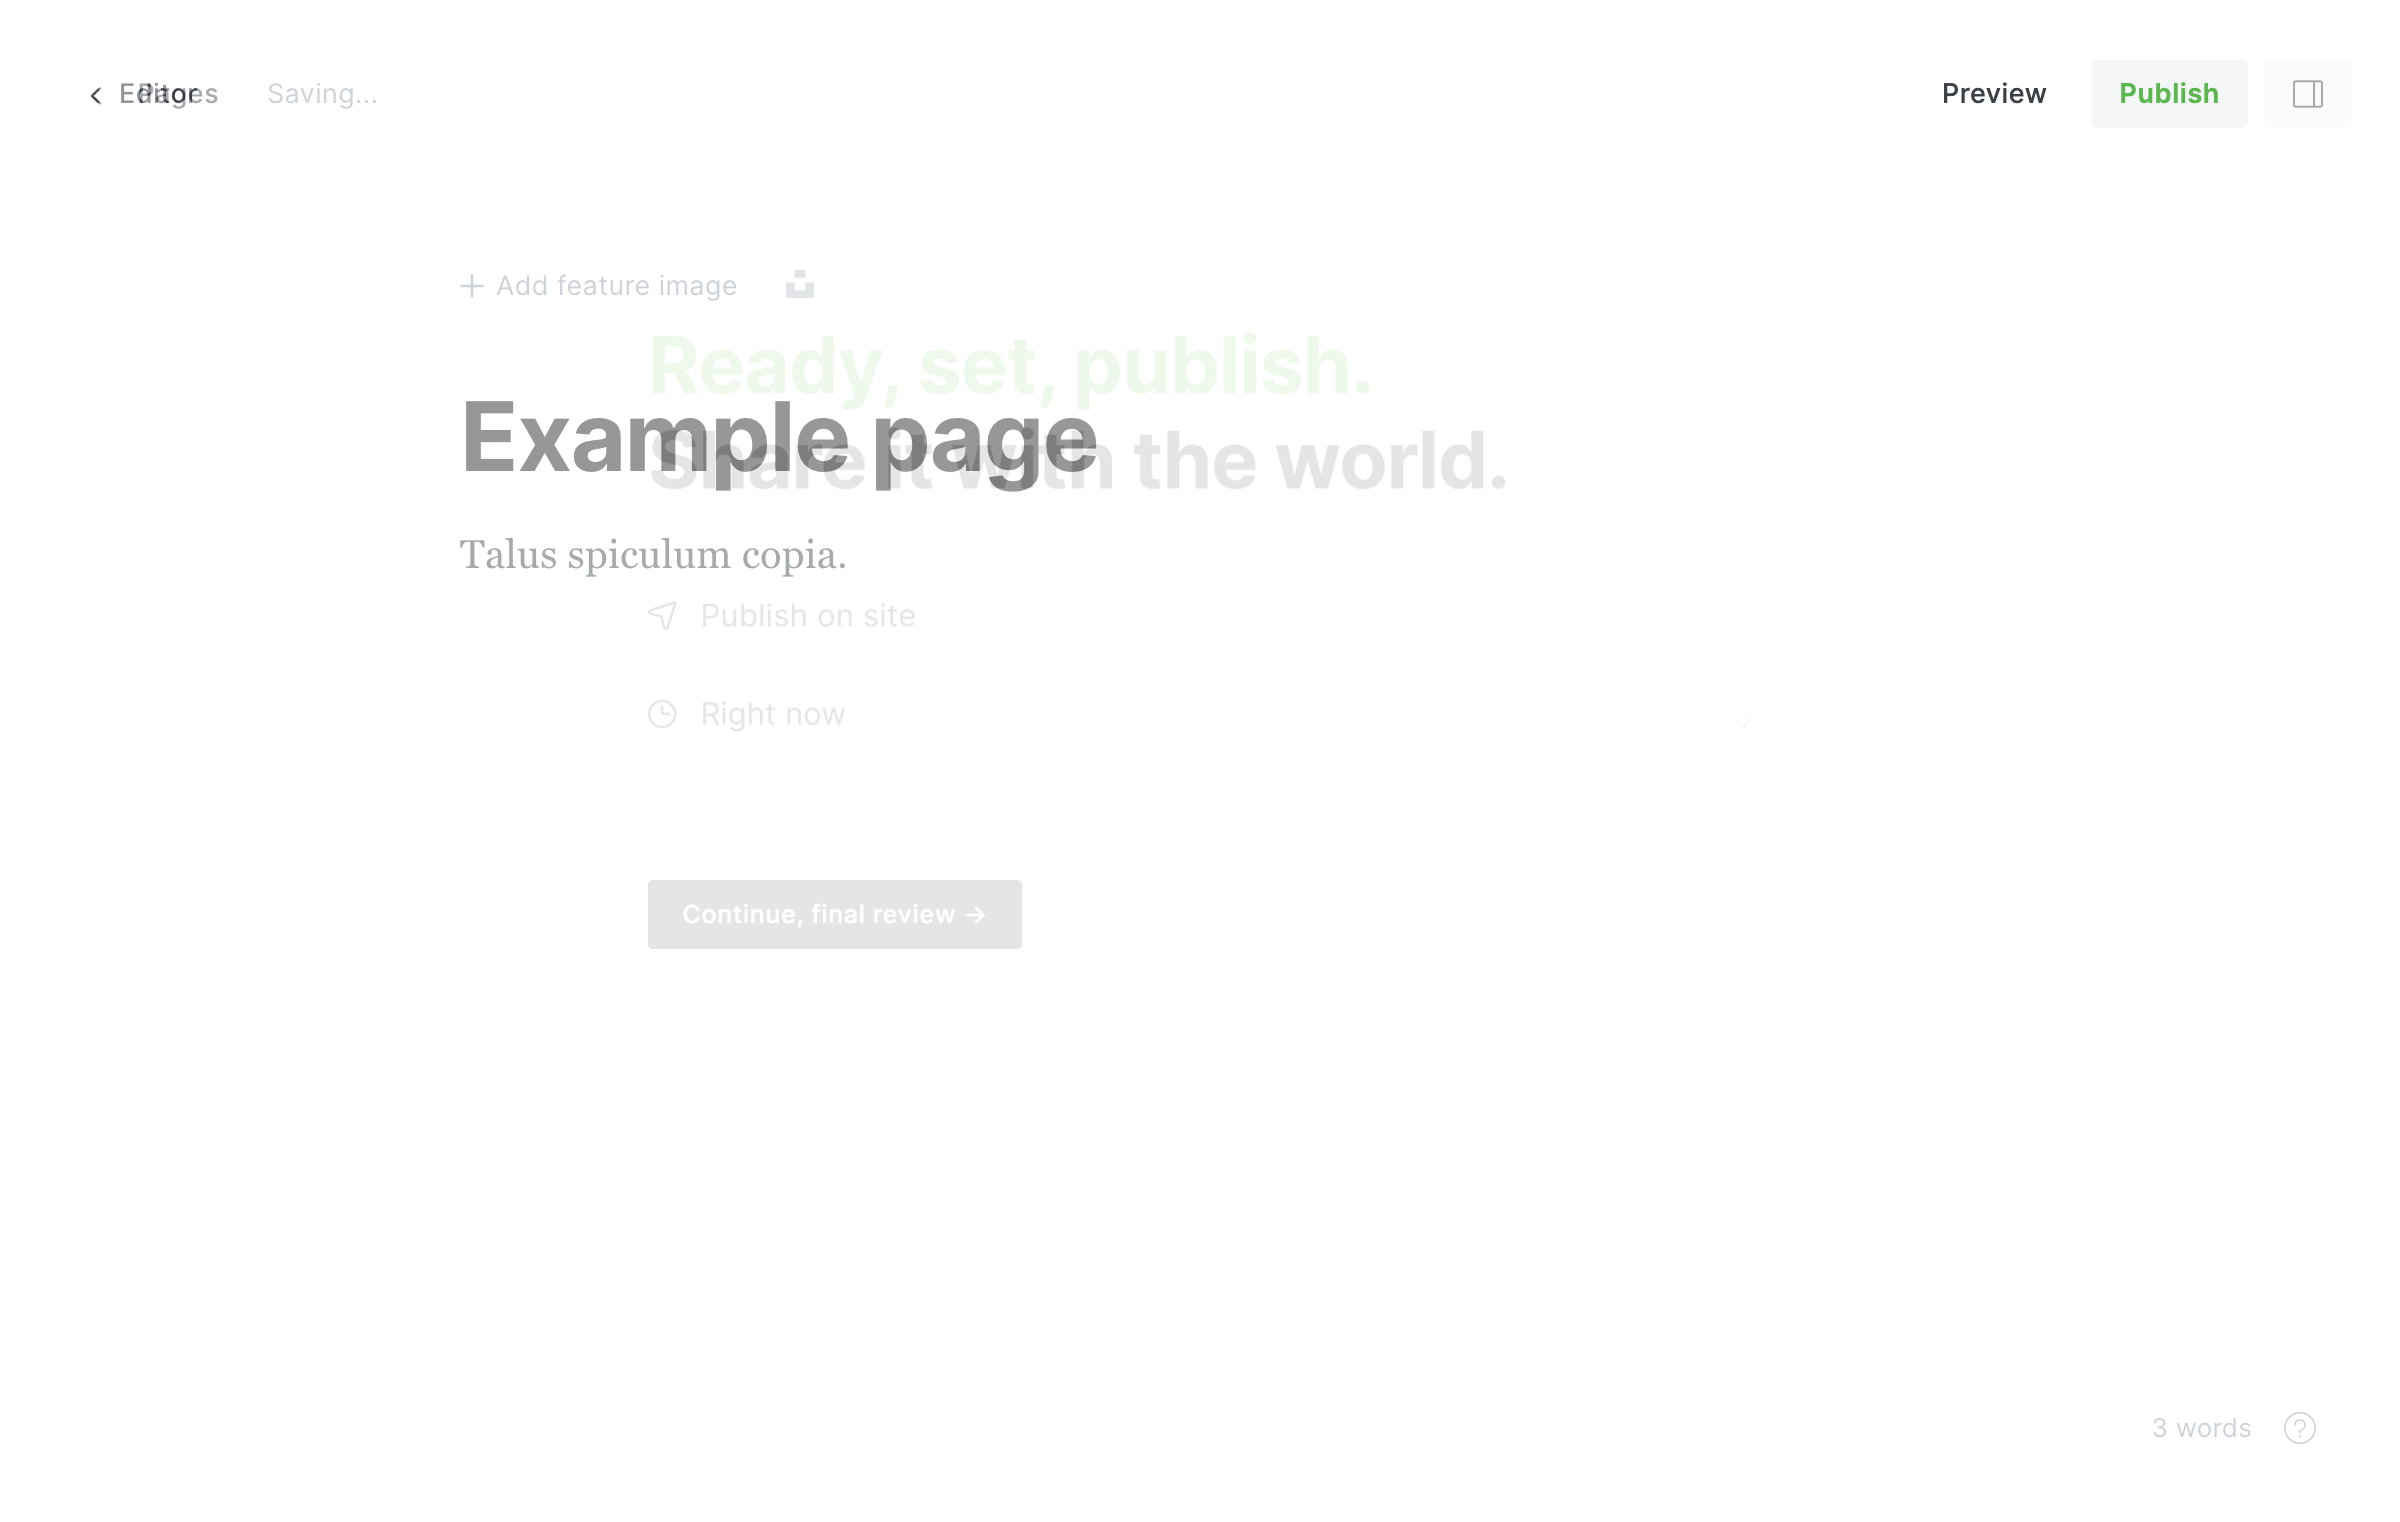 Editor
Pages
Saving...
Preview
Publish
Add feature image
Ready, set, publish.
Example page
Share it with the world.
Talus spiculum copia.
Publish on site
Right now
Continue, final review →
3 words
?